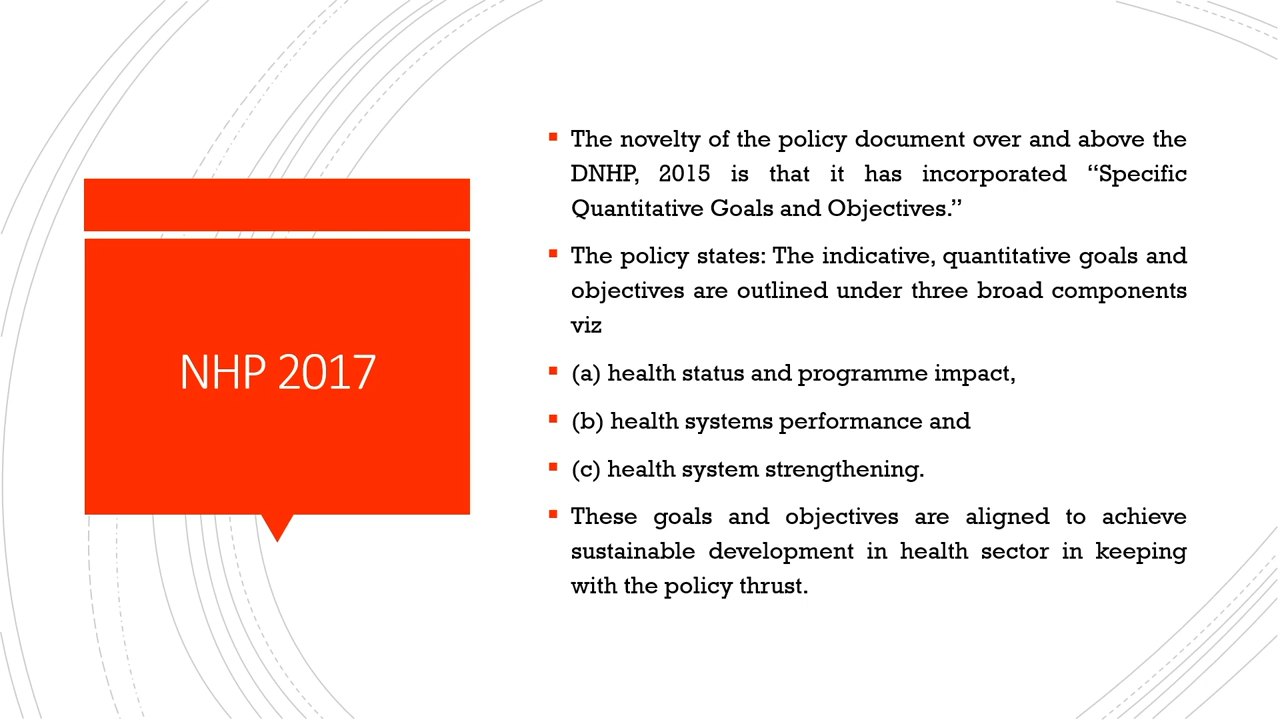 NHP 2017
The novelty of the policy document over and above the
DNHP, 2015 is that it has incorporated “Specific
Quantitative Goals and Objectives.”
The policy states: The indicative, quantitative goals and
objectives are outlined under three broad components
viz
(a) health status and programme impact,
(b) health systems performance and
(c) health system strengthening.
These goals and objectives are aligned to achieve
sustainable development in health sector in keeping
with the policy thrust.